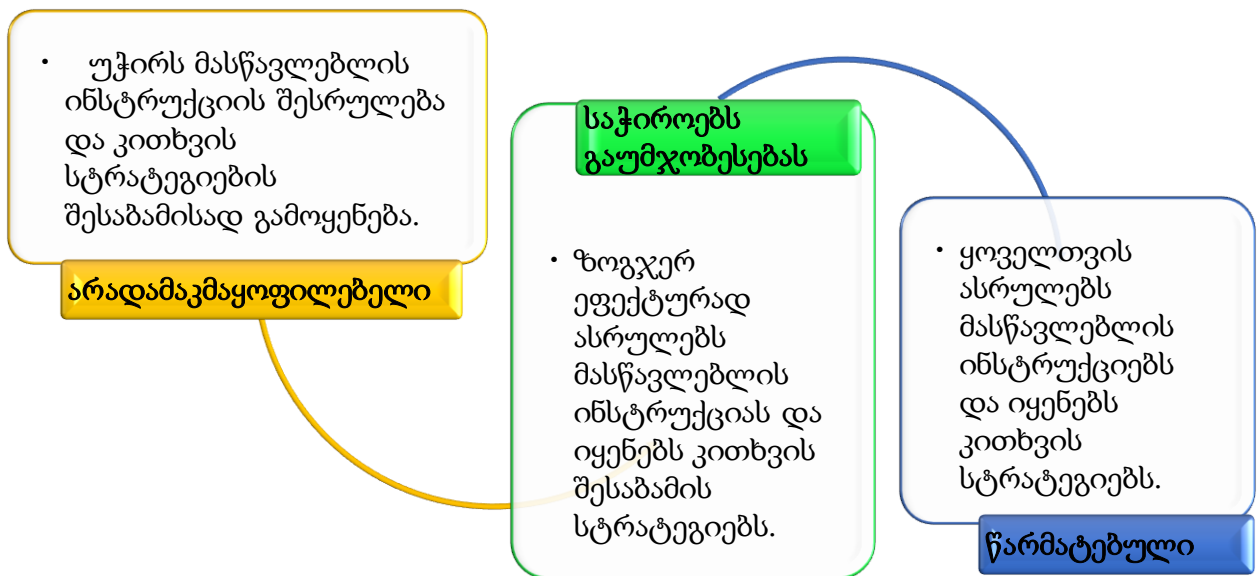 • უჭირს მასწავლებლის
ინსტრუქციის შესრულება
და კითხვის
სტრატეგიების
შესაბამისად გამოყენება.
არადამაკმაყოფილებელი
საჭიროებს
გაუმჯობესებას
• ზოგჯერ
ეფექტურად
ასრულებს
მასწავლებლის
ინსტრუქციას და
იყენებს კითხვის
შესაბამის
სტრატეგიებს.
• ყოველთვის
ასრულებს
მასწავლებლის
ინსტრუქციებს
და იყენებს
კითხვის
სტრატეგიებს.
წარმატებული